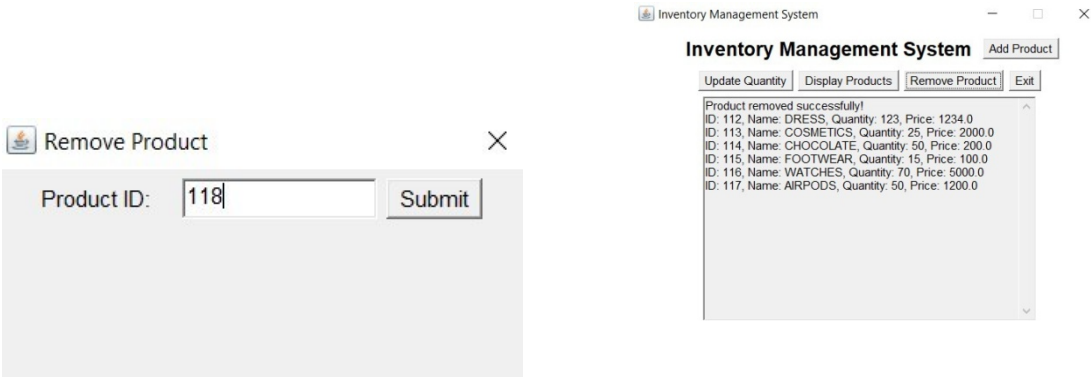 Remove Product
Product ID: 118 Submit
Inventory Management System
Inventory Management System Add Product
Update Quantity Display Products Remove Product Exit
Product removed successfully!
ID: 112, Name: DRESS, Quantity: 123, Price: 1234.0
ID: 113, Name: COSMETICS, Quantity: 25, Price: 2000.0
ID: 114, Name: CHOCOLATE, Quantity: 50, Price: 200.0
ID: 115, Name: FOOTWEAR, Quantity: 15, Price: 100.0
ID: 116, Name: WATCHES, Quantity: 70, Price: 5000.0
ID: 117, Name: AIRPODS, Quantity: 50, Price: 1200.0